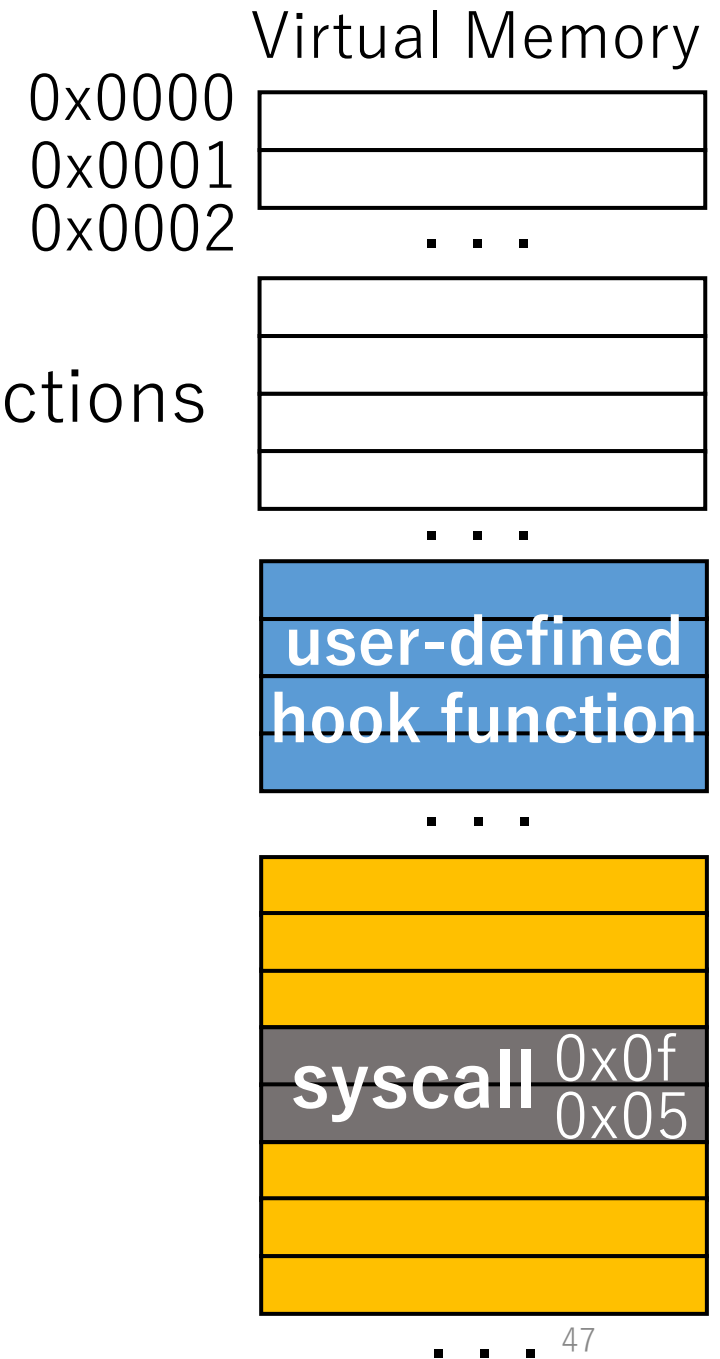 Virtual Memory
0x0000
0x0001
0x0002
. . .
ctions
. . .
user-defined
hook function
. . .
syscall 0x0f
0x05
. . . 47